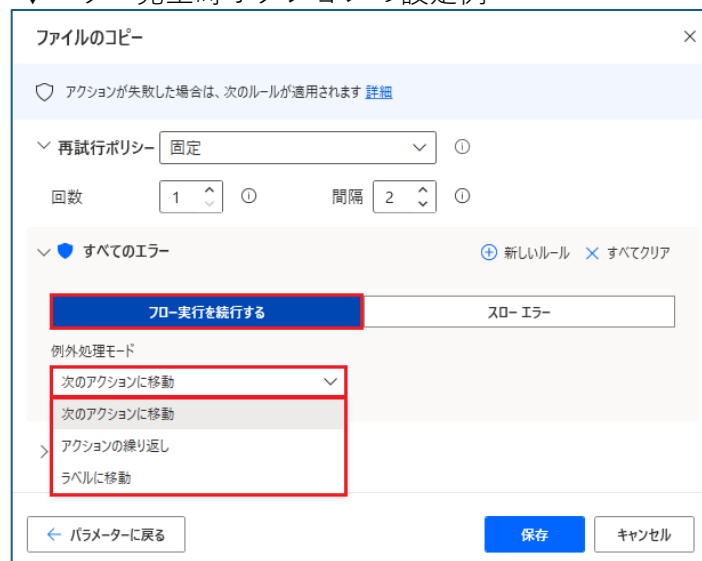 ファイルのコピー
アクションが失敗した場合は、次のルールが適用されます 詳細
再試行ポリシー 固定
回数 1 間隔 2
すべてのエラー 新しいルール すべてクリア
フロー実行を続行する スロー エラー
例外処理モード
次のアクションに移動
次のアクションに移動
アクションの繰り返し
ラベルに移動
← パラメーターに戻る 保存 キャンセル